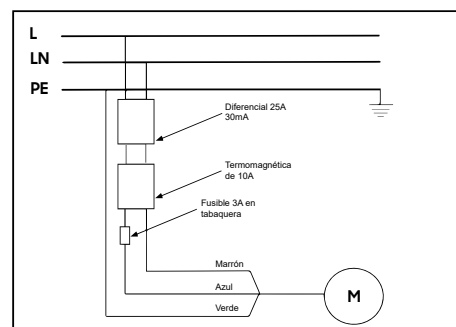 L
LN
PE
Diferencial 25A
30mA
Termomagnética
de 10A
Fusible 3A en
tabaquera
Marrón
Azul
Verde
M